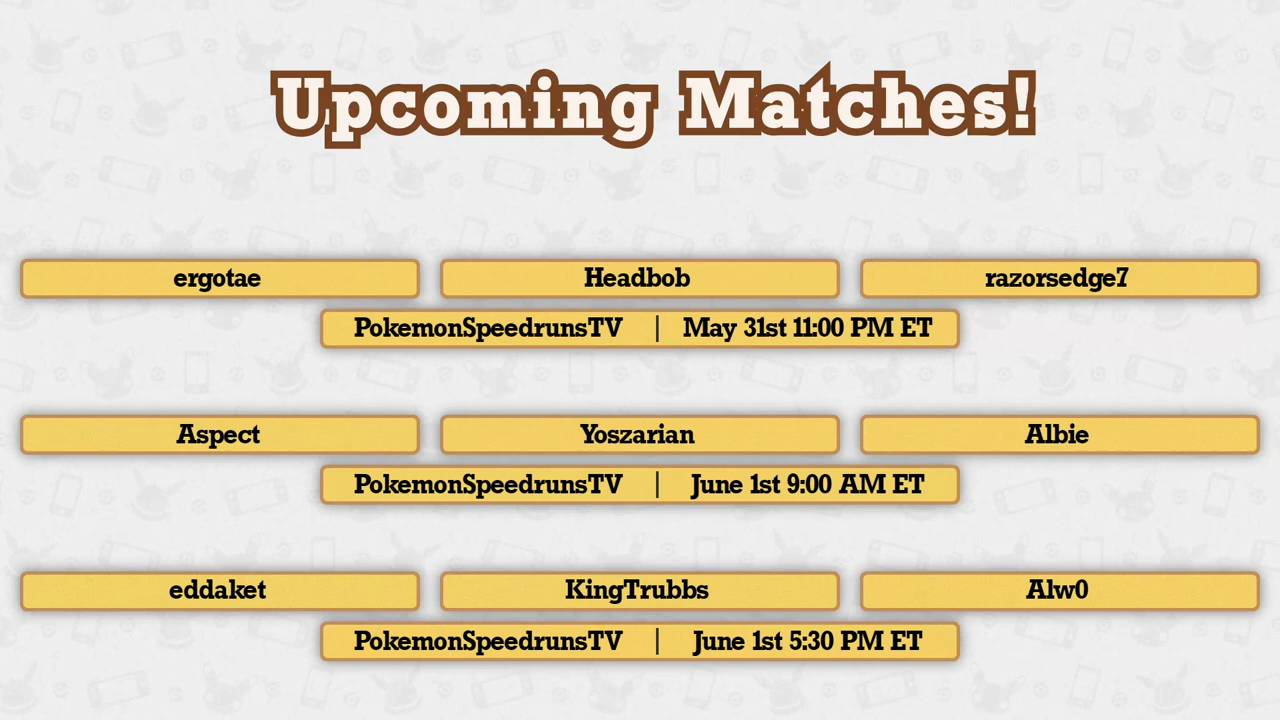 Upcoming Matches!
ergotae Headbob razorsedge7
PokemonSpeedrunsTV | May 31st 11:00 PM ET
Aspect Yoszarian Albie
PokemonSpeedrunsTV | June 1st 9:00 AM ET
eddaket KingTrubbs Alw0
PokemonSpeedrunsTV | June 1st 5:30 PM ET